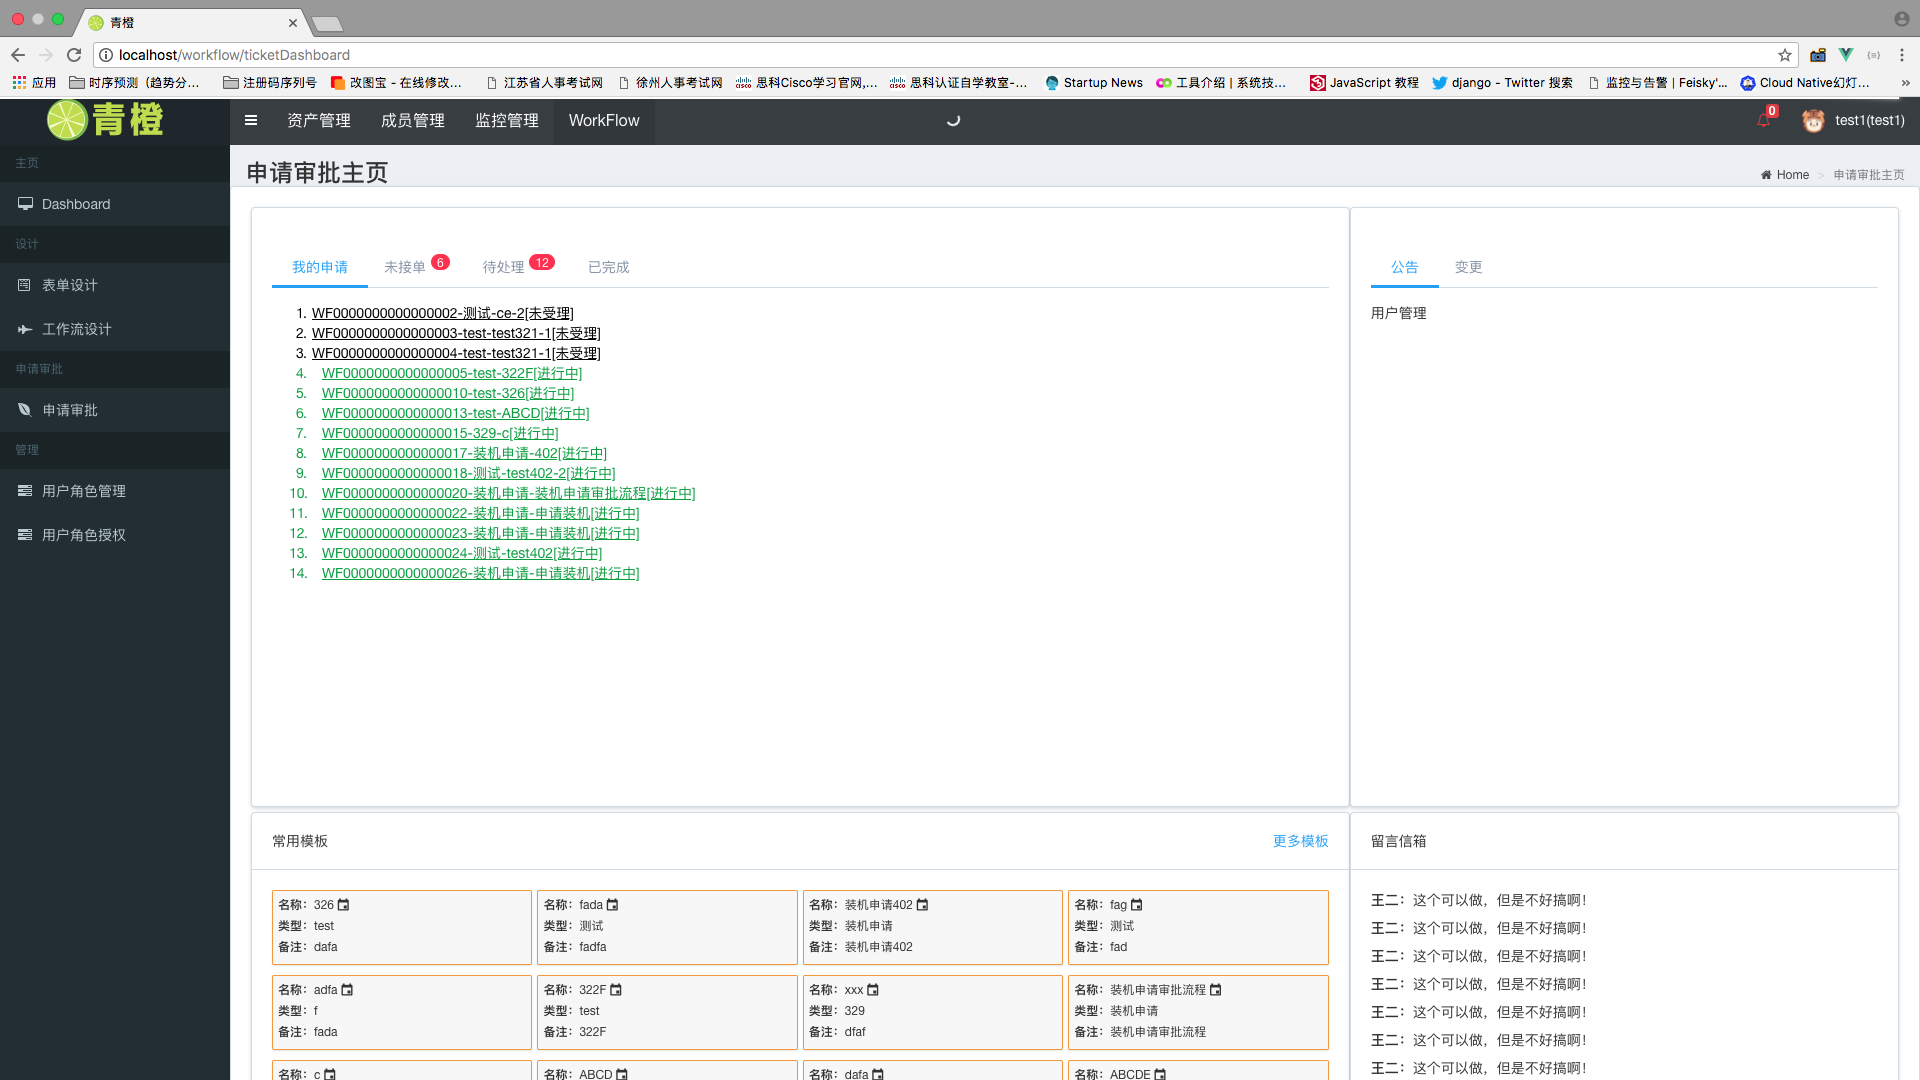 青橙
localhost/workflow/ticketDashboard
应用 时序预测（趋势分... 注册码序列号 改图宝 - 在线修改... 江苏省人事考试网 徐州人事考试网 思科Cisco学习官网,... 思科认证自学教室-... Startup News 工具介绍 | 系统技... JavaScript 教程 django - Twitter 搜索 监控与告警 | Feisky'... Cloud Native幻灯... »
青橙 资产管理 成员管理 监控管理 WorkFlow 0 test1(test1)
主页
Dashboard
设计
表单设计
工作流设计
申请审批
申请审批
管理
用户角色管理
用户角色授权
申请审批主页
Home > 申请审批主页
我的申请 未接单 6 待处理 12 已完成
1. WF0000000000000002-测试-ce-2[未受理]
2. WF0000000000000003-test-test321-1[未受理]
3. WF0000000000000004-test-test321-1[未受理]
4. WF0000000000000005-test-322F[进行中]
5. WF0000000000000010-test-326[进行中]
6. WF0000000000000013-test-ABCD[进行中]
7. WF0000000000000015-329-c[进行中]
8. WF0000000000000017-装机申请-402[进行中]
9. WF0000000000000018-测试-test402-2[进行中]
10. WF0000000000000020-装机申请-装机申请审批流程[进行中]
11. WF0000000000000022-装机申请-申请装机[进行中]
12. WF0000000000000023-装机申请-申请装机[进行中]
13. WF0000000000000024-测试-test402[进行中]
14. WF0000000000000026-装机申请-申请装机[进行中]
公告 变更
用户管理
常用模板 更多模板
名称：326
类型：test
备注：dafa
名称：fada
类型：测试
备注：fadfa
名称：装机申请402
类型：装机申请
备注：装机申请402
名称：fag
类型：测试
备注：fad
名称：adfa
类型：f
备注：fada
名称：322F
类型：test
备注：322F
名称：xxx
类型：329
备注：dfaf
名称：装机申请审批流程
类型：装机申请
备注：装机申请审批流程
名称：c
名称：ABCD
名称：dafa
名称：ABCDE
留言信箱
王二：这个可以做，但是不好搞啊！
王二：这个可以做，但是不好搞啊！
王二：这个可以做，但是不好搞啊！
王二：这个可以做，但是不好搞啊！
王二：这个可以做，但是不好搞啊！
王二：这个可以做，但是不好搞啊！
王二：这个可以做，但是不好搞啊！